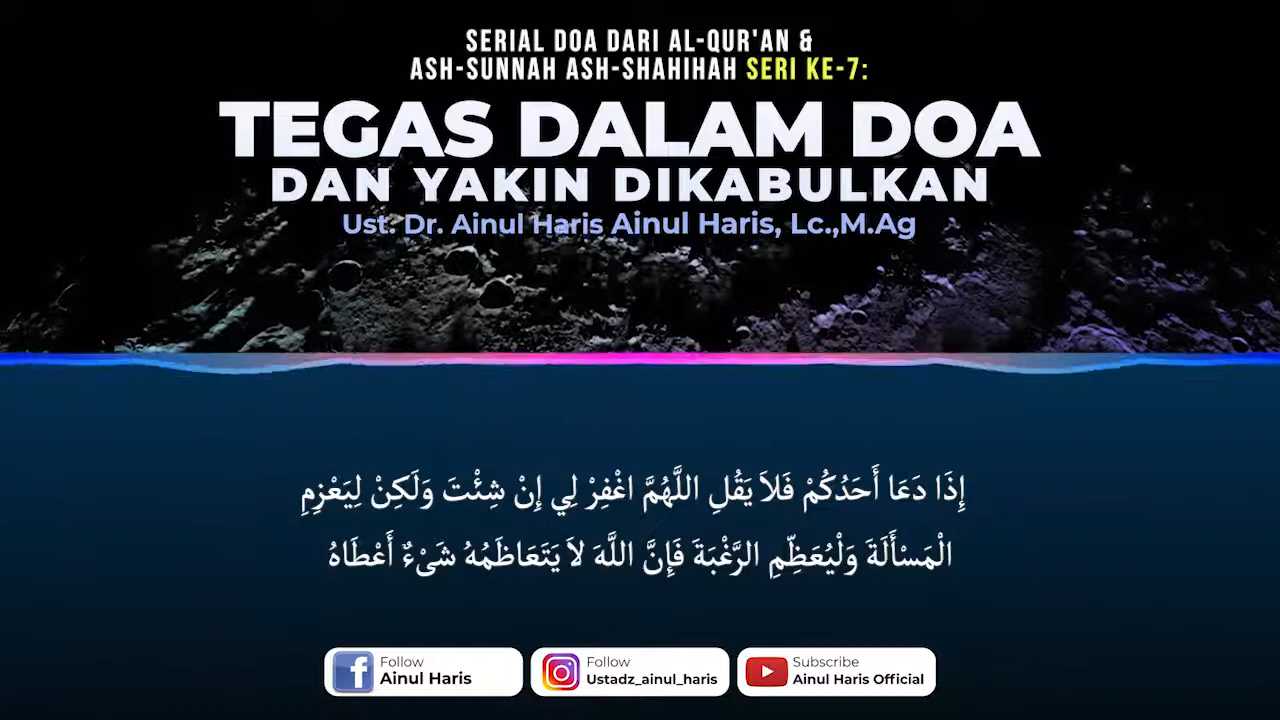 SERIAL DOA DARI AL-QUR'AN &
ASH-SUNNAH ASH-SHAHIHAH SERI KE-7:
TEGAS DALAM DOA
DAN YAKIN DIKABULKAN
Ust. Dr. Ainul Haris Ainul Haris, Lc.,M.Ag
إِذَا دَعَا أَحَدُكُمْ فَلاَ يَقُلِ اللَّهُمَّ اغْفِرْ لِي إِنْ شِئْتَ وَلَكِنْ لِيَعْزِمِ
الْمَسْأَلَةَ وَلْيُعَظِّمِ الرَّغْبَةَ فَإِنَّ اللَّهَ لاَ يَتَعَاظَمُهُ شَىْءٌ أَعْطَاهُ
Follow
Ainul Haris
Follow
Ustadz_ainul_haris
Subscribe
Ainul Haris Official